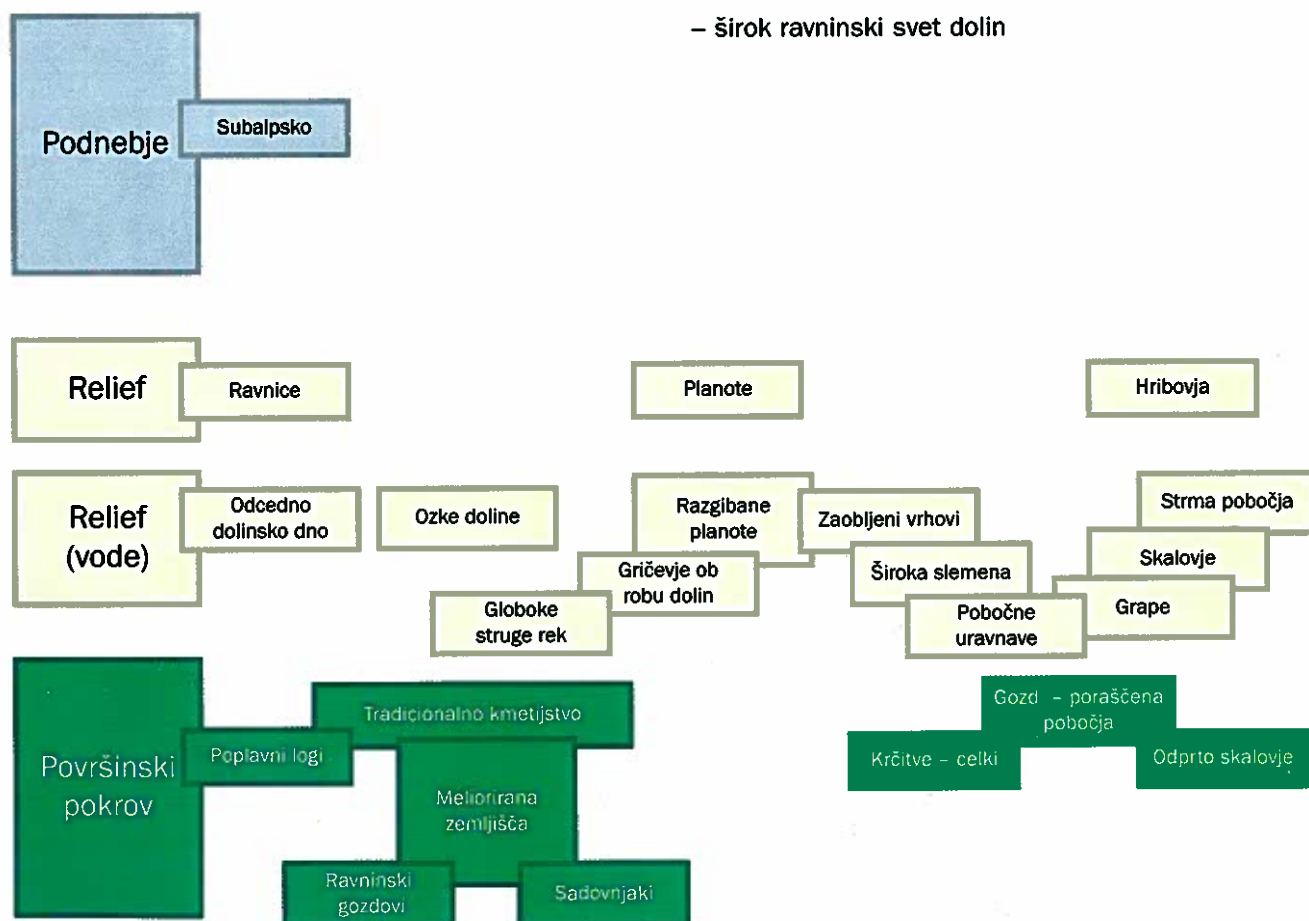 – širok ravninski svet dolin
Podnebje
Subalpsko
Relief
Ravnice
Planote
Hribovja
Relief
(vode)
Odcedno
dolinsko dno
Ozke doline
Razgibane
planote
Zaobljeni vrhovi
Strma pobočja
Gričevje ob
robu dolin
Široka slemena
Skalovje
Globoke
struge rek
Pobočne
uravnave
Grape
Površinski
pokrov
Poplavni logi
Tradicionalno kmetijstvo
Meliorirana
zemljišča
Ravninski
gozdovi
Sadovnjaki
Gozd – poraščena
pobočja
Krčitve – celki
Odprto skalovje